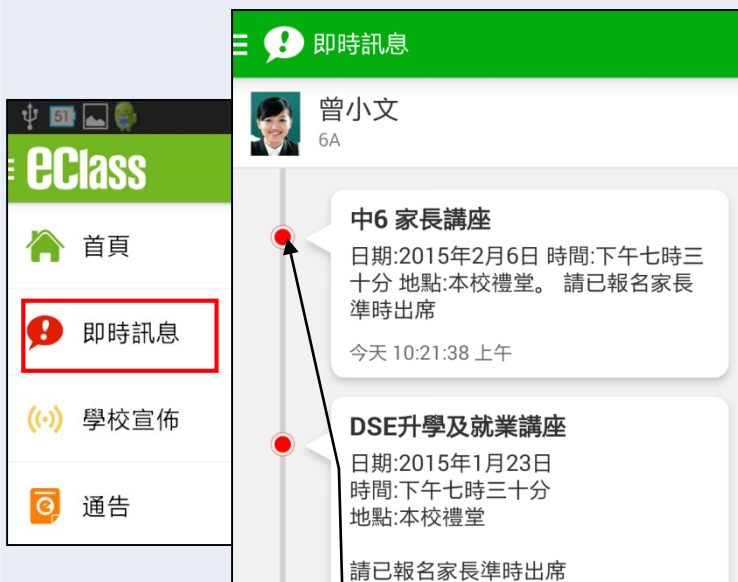 51
eClass
首頁
即時訊息
學校宣佈
通告
即時訊息
曾小文
6A
中6 家長講座
日期:2015年2月6日 時間:下午七時三
十分 地點:本校禮堂。 請已報名家長
準時出席
今天 10:21:38 上午
DSE升學及就業講座
日期:2015年1月23日
時間:下午七時三十分
地點:本校禮堂
請已報名家長準時出席